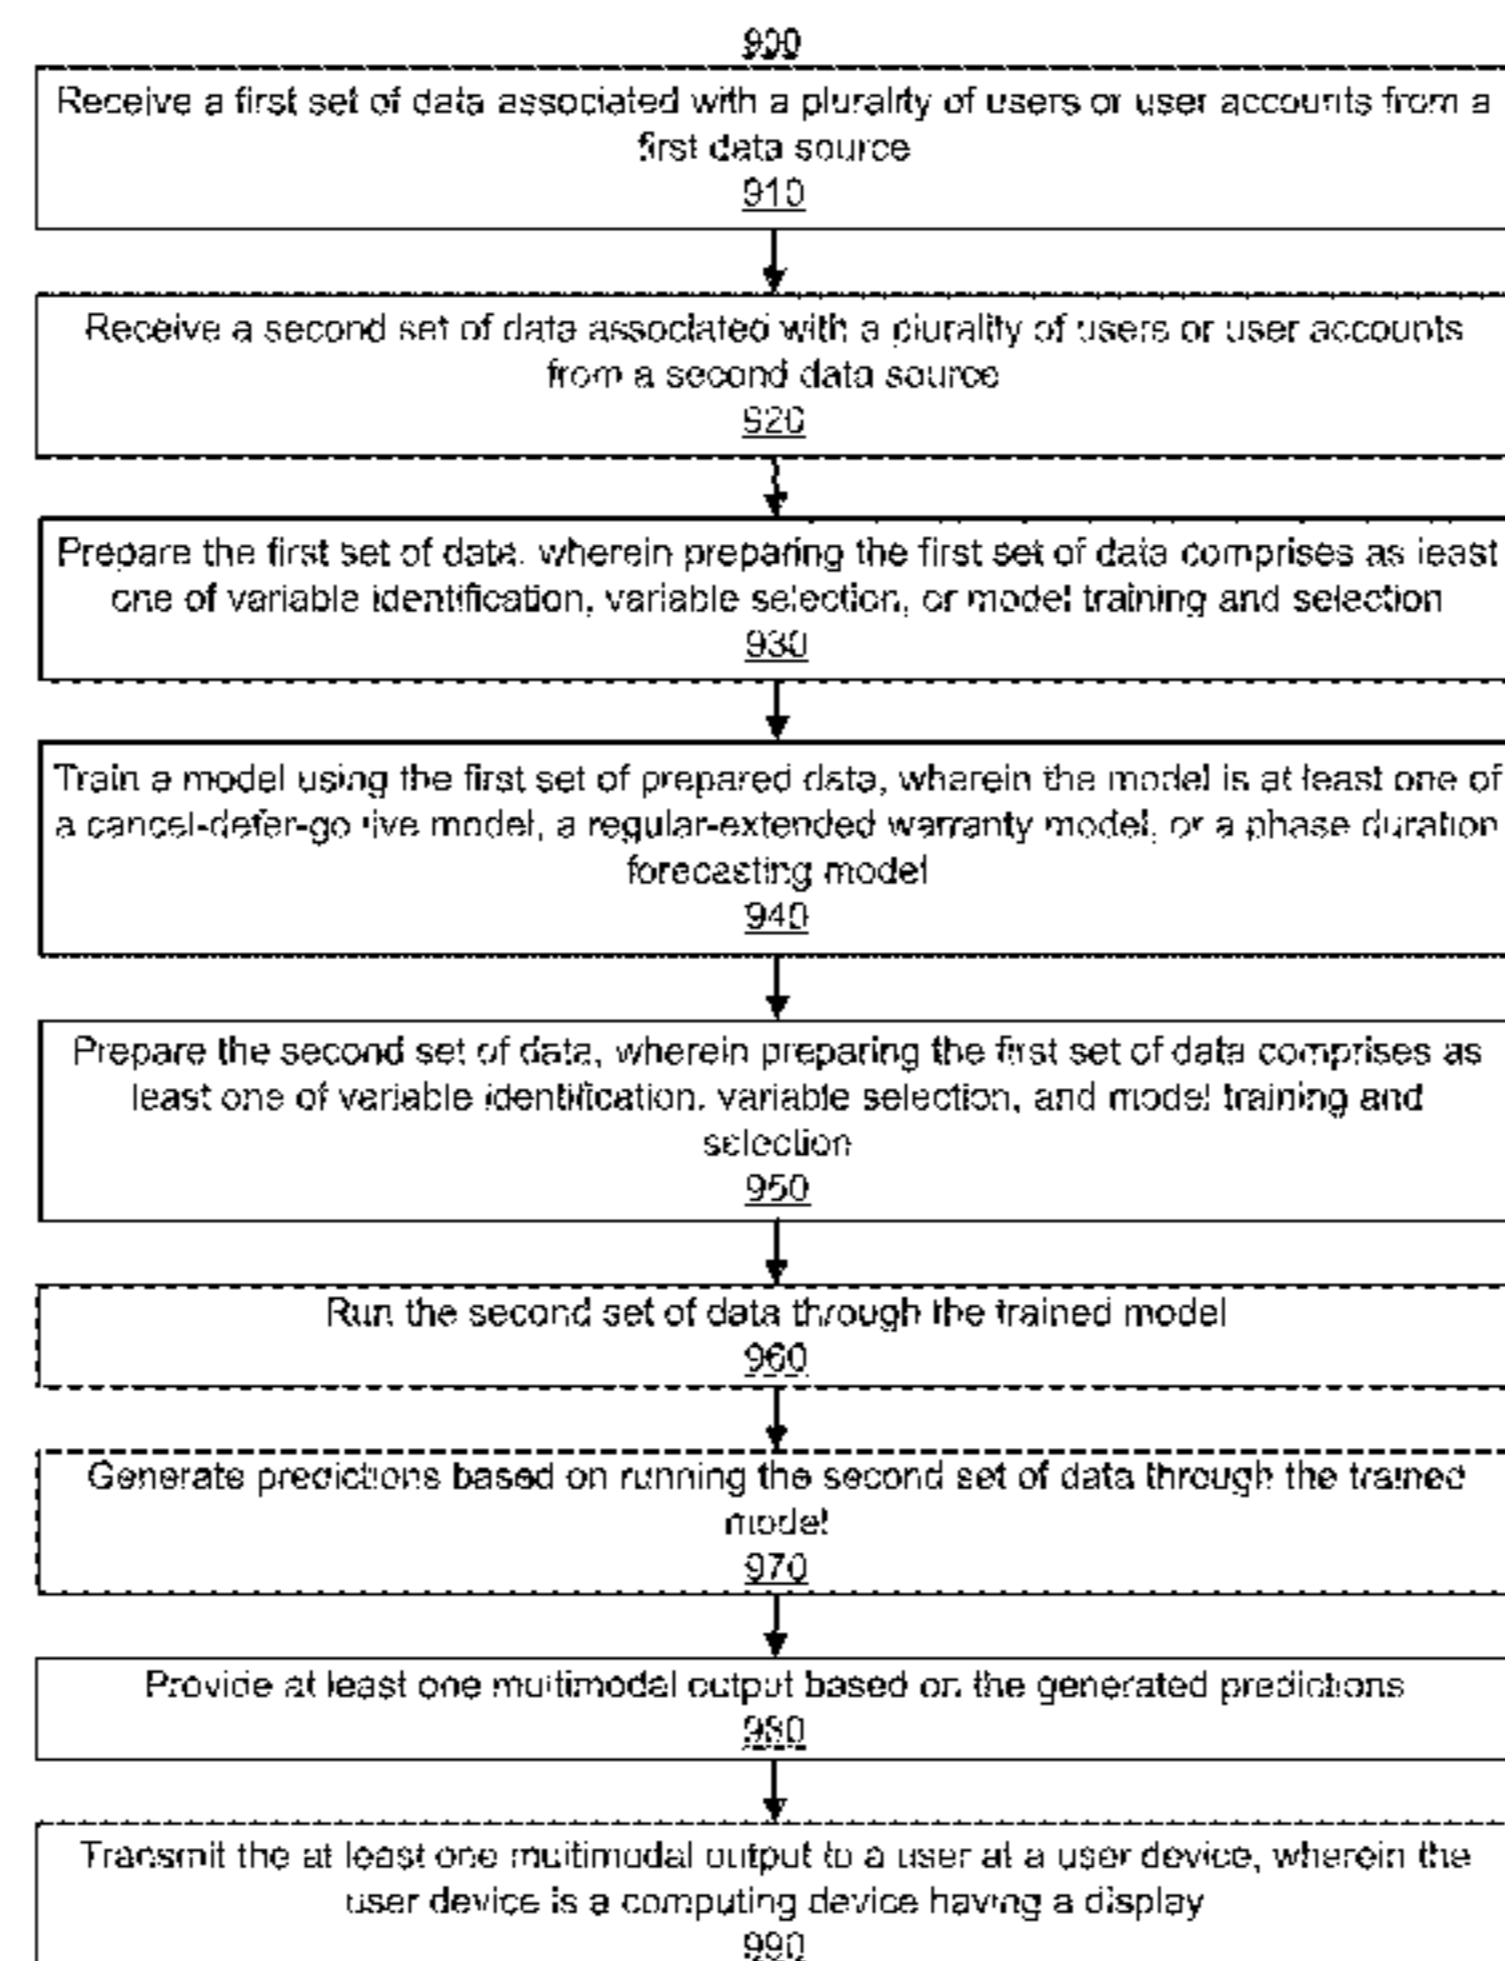 900
Receive a first set of data associated with a plurality of users or user accounts from a
first data source
910
Receive a second set of data associated with a plurality of users or user accounts
from a second data source
920
Prepare the first set of data, wherein preparing the first set of data comprises as least
one of variable identification, variable selection, or model training and selection
930
Train a model using the first set of prepared data, wherein the model is at least one of
a cancel-defer-go live model, a regular-extended warranty model, or a phase duration
forecasting model
940
Prepare the second set of data, wherein preparing the first set of data comprises as
least one of variable identification, variable selection, and model training and
selection
950
Run the second set of data through the trained model
960
Generate predictions based on running the second set of data through the trained
model
970
Provide at least one multimodal output based on the generated predictions
980
Transmit the at least one multimodal output to a user at a user device, wherein the
user device is a computing device having a display
990